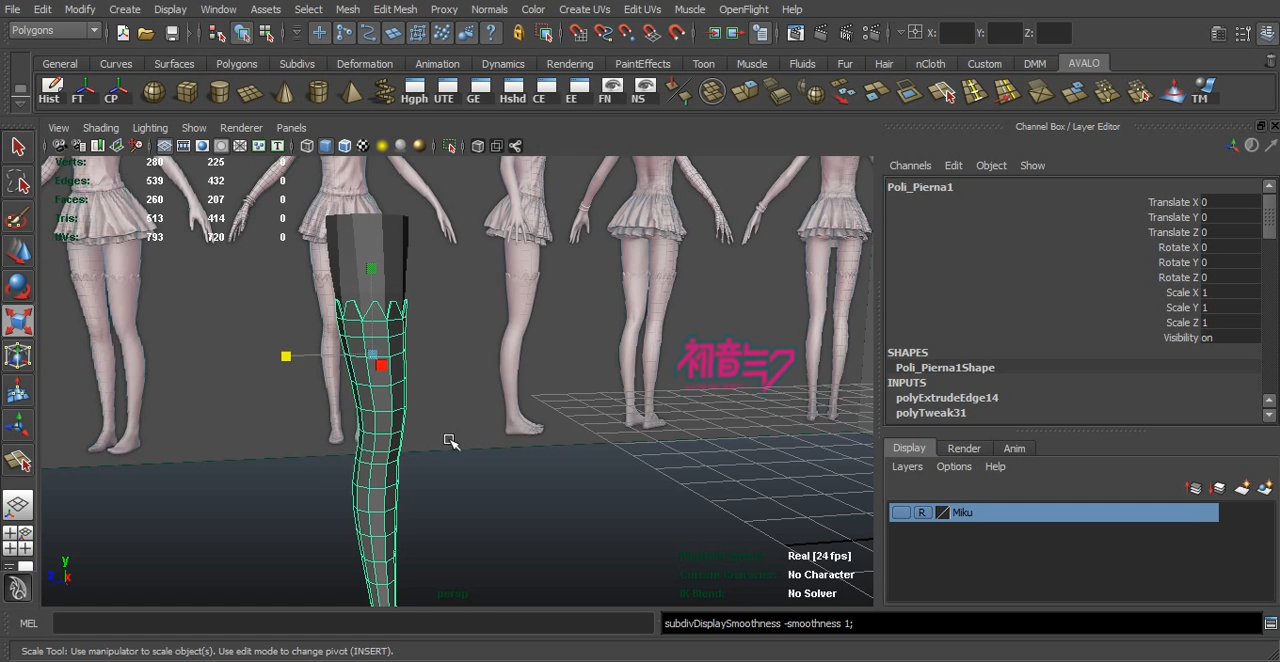 File Edit Modify Create Display Window Assets Select Mesh Edit Mesh Proxy Normals Color Create UVs Edit UVs Muscle OpenFlight Help
Polygons X: Y: Z:
General Curves Surfaces Polygons Subdivs Deformation Animation Dynamics Rendering PaintEffects Toon Muscle Fluids Fur Hair nCloth Custom DMM AVALO
Hist FT CP Hgph UTE GE Hshd CE EE FN NS TM
View Shading Lighting Show Renderer Panels
Channel Box / Layer Editor
Verts: 280 225 0
Edges: 539 432 0
Faces: 260 207 0
Tris: 513 414 0
UVs: 793 720 0
Channels Edit Object Show
Poli_Pierna1
Translate X 0
Translate Y 0
Translate Z 0
Rotate X 0
Rotate Y 0
Rotate Z 0
Scale X 1
Scale Y 1
Scale Z 1
Visibility on
SHAPES
Poli_Pierna1Shape
INPUTS
polyExtrudeEdge14
polyTweak31
初音ミク
Display Render Anim
Layers Options Help
R Miku
Real [24 fps]
No Character
No Solver
persp
y
z x
MEL
subdivDisplaySmoothness -smoothness 1;
Scale Tool: Use manipulator to scale object(s). Use edit mode to change pivot (INSERT).